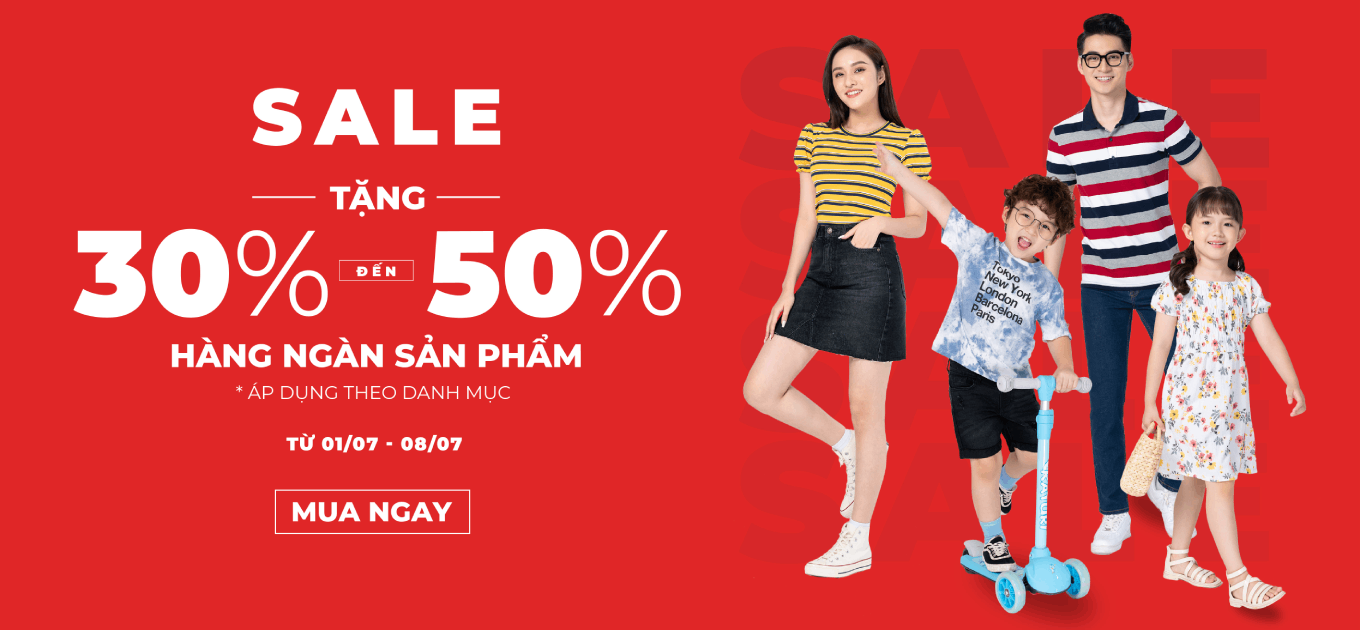 SALE
TẶNG
30% ĐẾN 50%
HÀNG NGÀN SẢN PHẨM
* ÁP DỤNG THEO DANH MỤC
TỪ 01/07 - 08/07
MUA NGAY
SALE
Tokyo
New York
London
Barcelona
Paris